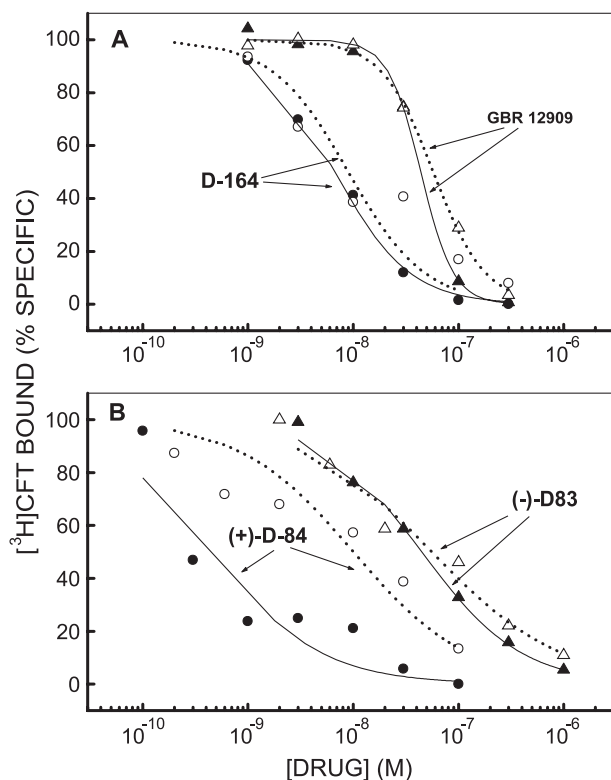 A
100
80
60
40
20
0
GBR 12909
D-164
10⁻¹⁰ 10⁻⁹ 10⁻⁸ 10⁻⁷ 10⁻⁶
[³H]CFT BOUND (% SPECIFIC)
B
100
80
60
40
20
0
(-)-D83
(+)-D-84
10⁻¹⁰ 10⁻⁹ 10⁻⁸ 10⁻⁷ 10⁻⁶
[DRUG] (M)